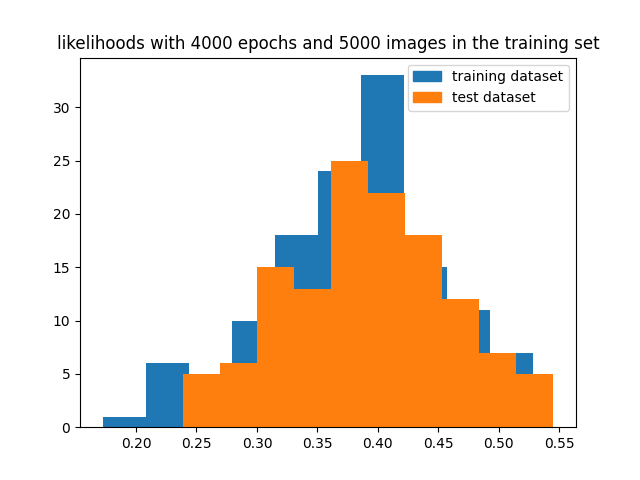 likelihoods with 4000 epochs and 5000 images in the training set
training dataset
test dataset
30
25
20
15
10
5
0
0.20 0.25 0.30 0.35 0.40 0.45 0.50 0.55